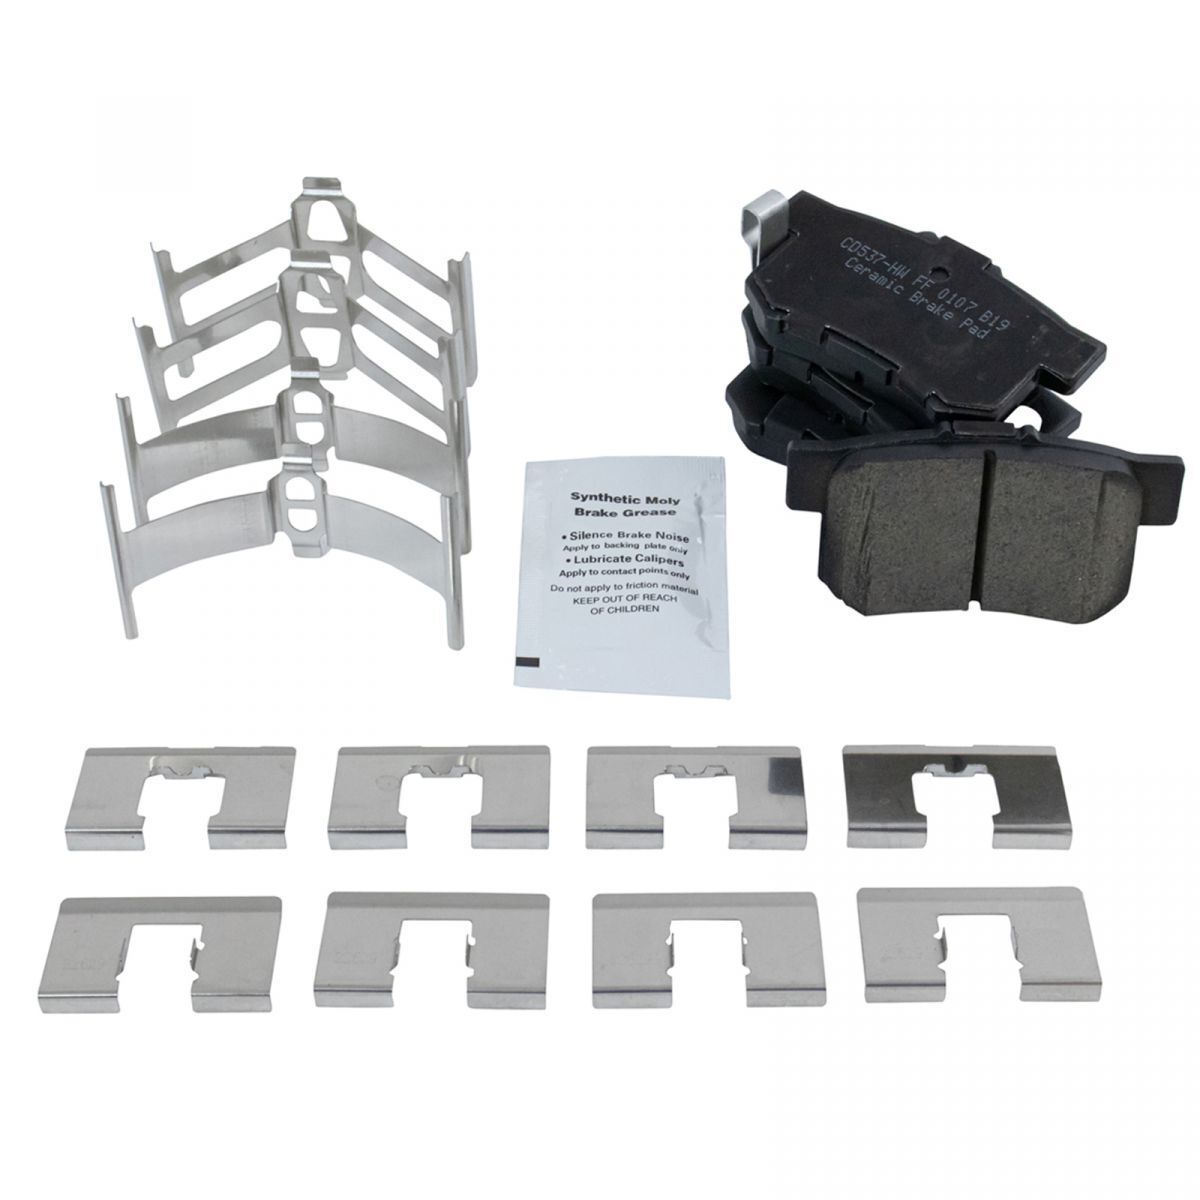 CD537-HW FF 0107 B19
Ceramic Brake Pad
Synthetic Moly
Brake Grease
• Silence Brake Noise
Apply to backing plate only
• Lubricate Calipers
Apply to contact points only
Do not apply to friction material
KEEP OUT OF REACH
OF CHILDREN